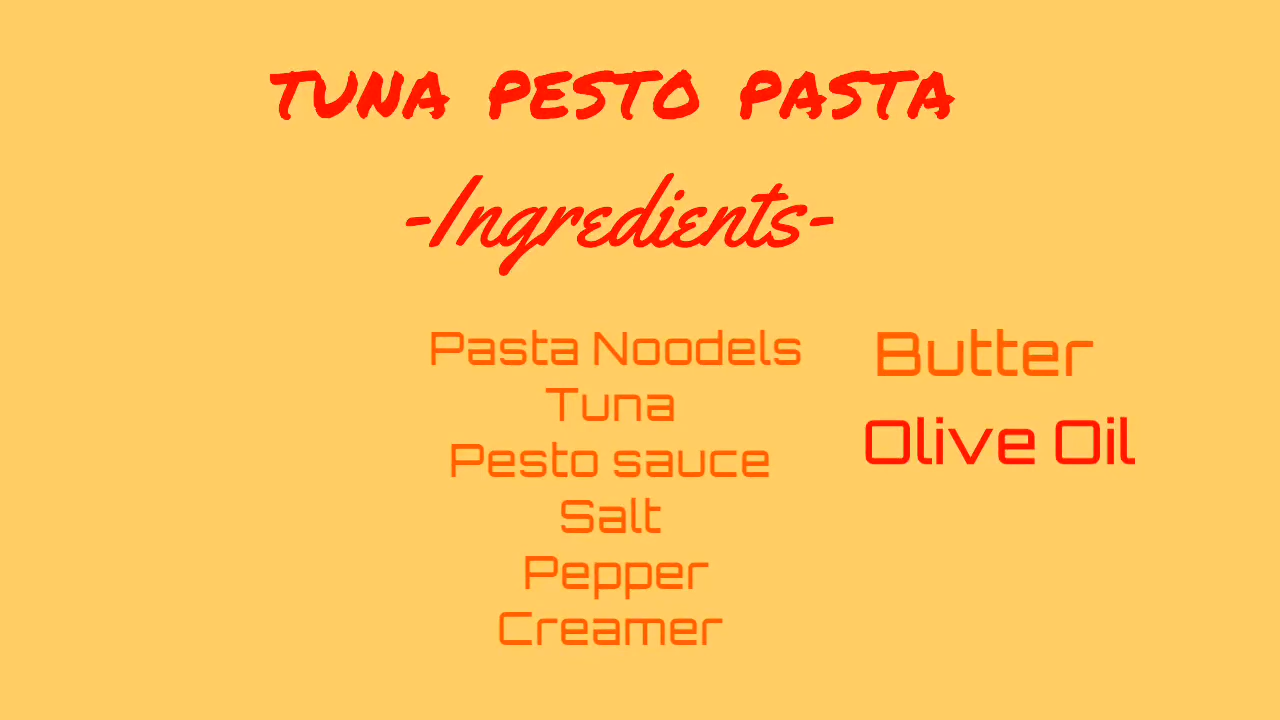 TUNA PESTO PASTA
-Ingredients-
Pasta Noodels
Tuna
Pesto sauce
Salt
Pepper
Creamer
Butter
Olive Oil